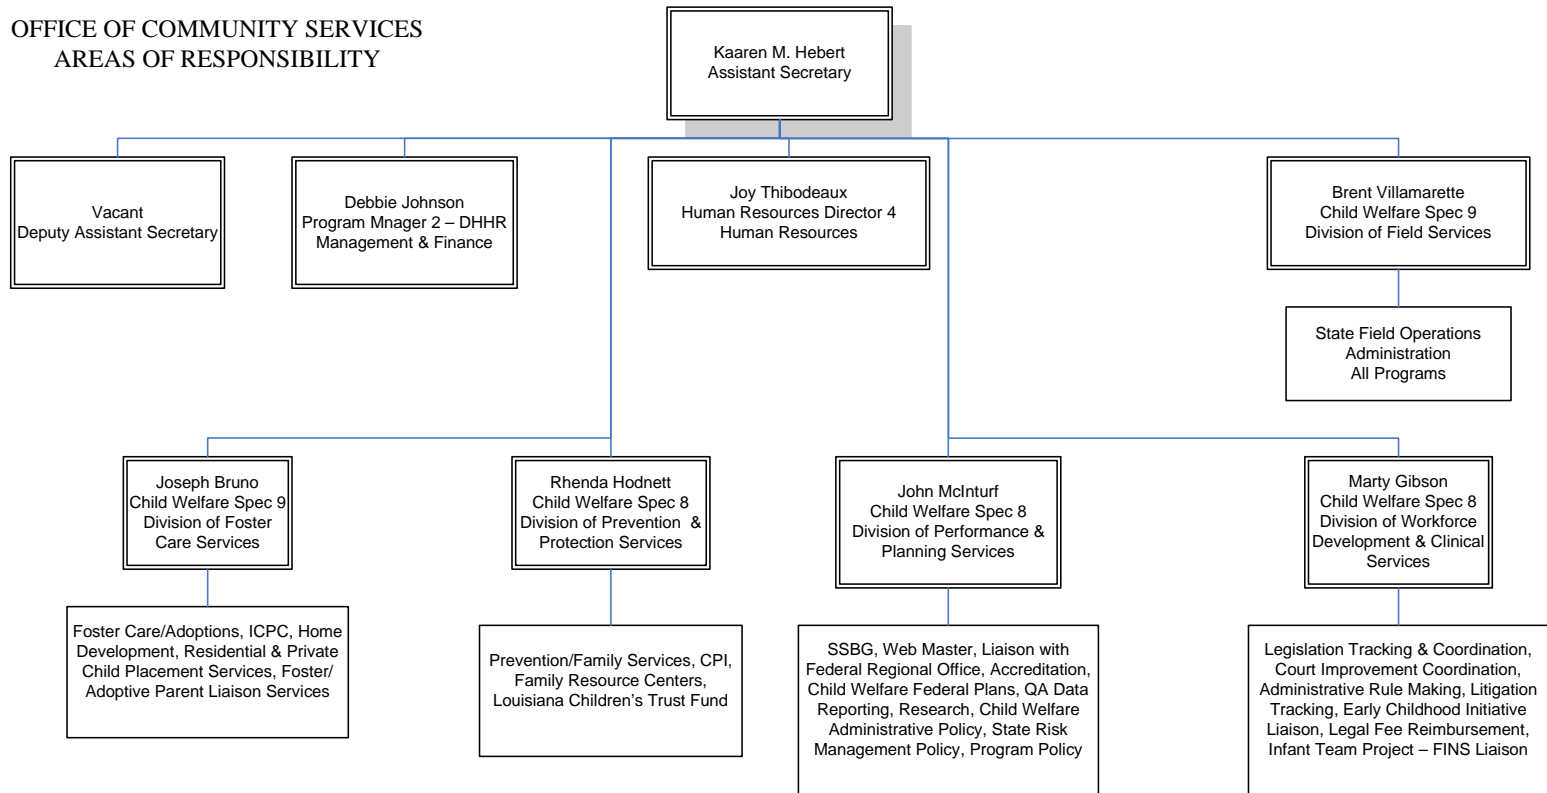 OFFICE OF COMMUNITY SERVICES
AREAS OF RESPONSIBILITY
Kaaren M. Hebert
Assistant Secretary
Vacant
Deputy Assistant Secretary
Debbie Johnson
Program Mnager 2 – DHHR
Management & Finance
Joy Thibodeaux
Human Resources Director 4
Human Resources
Brent Villamarette
Child Welfare Spec 9
Division of Field Services
State Field Operations
Administration
All Programs
Joseph Bruno
Child Welfare Spec 9
Division of Foster
Care Services
Rhenda Hodnett
Child Welfare Spec 8
Division of Prevention &
Protection Services
John McInturf
Child Welfare Spec 8
Division of Performance &
Planning Services
Marty Gibson
Child Welfare Spec 8
Division of Workforce
Development & Clinical
Services
Foster Care/Adoptions, ICPC, Home
Development, Residential & Private
Child Placement Services, Foster/
Adoptive Parent Liaison Services
Prevention/Family Services, CPI,
Family Resource Centers,
Louisiana Children’s Trust Fund
SSBG, Web Master, Liaison with
Federal Regional Office, Accreditation,
Child Welfare Federal Plans, QA Data
Reporting, Research, Child Welfare
Administrative Policy, State Risk
Management Policy, Program Policy
Legislation Tracking & Coordination,
Court Improvement Coordination,
Administrative Rule Making, Litigation
Tracking, Early Childhood Initiative
Liaison, Legal Fee Reimbursement,
Infant Team Project – FINS Liaison